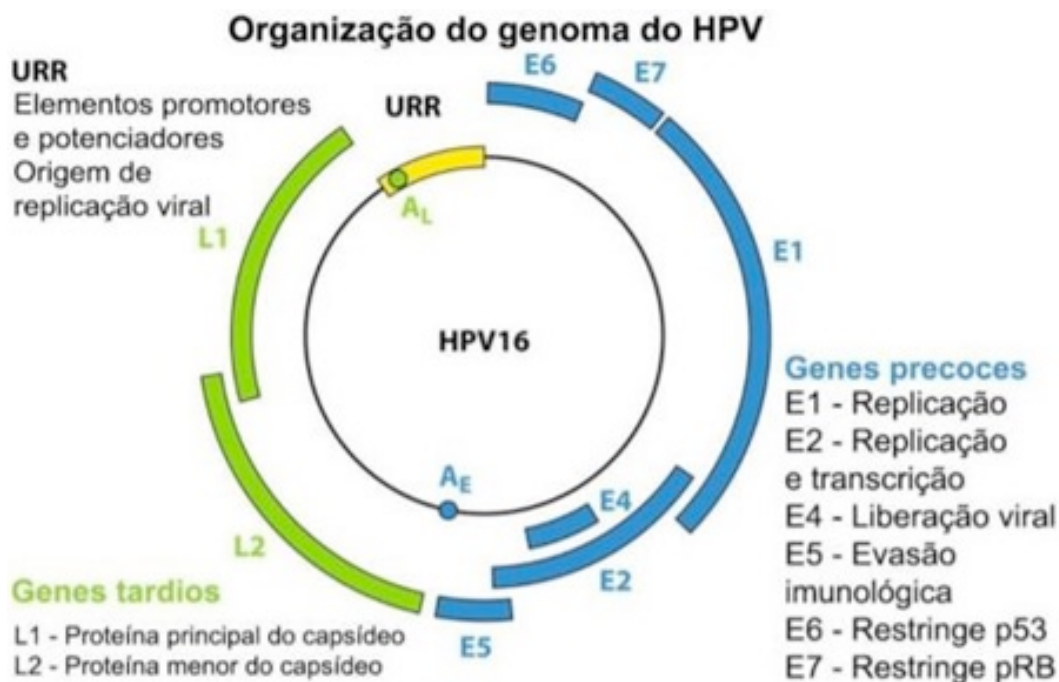 Organização do genoma do HPV
URR
Elementos promotores
e potenciadores
Origem de
replicação viral
URR
E6
E7
A_L
L1
E1
HPV16
A_E
E4
L2
E2
E5
Genes precoces
E1 - Replicação
E2 - Replicação
e transcrição
E4 - Liberação viral
E5 - Evasão
imunológica
E6 - Restringe p53
E7 - Restringe pRB
Genes tardios
L1 - Proteína principal do capsídeo
L2 - Proteína menor do capsídeo